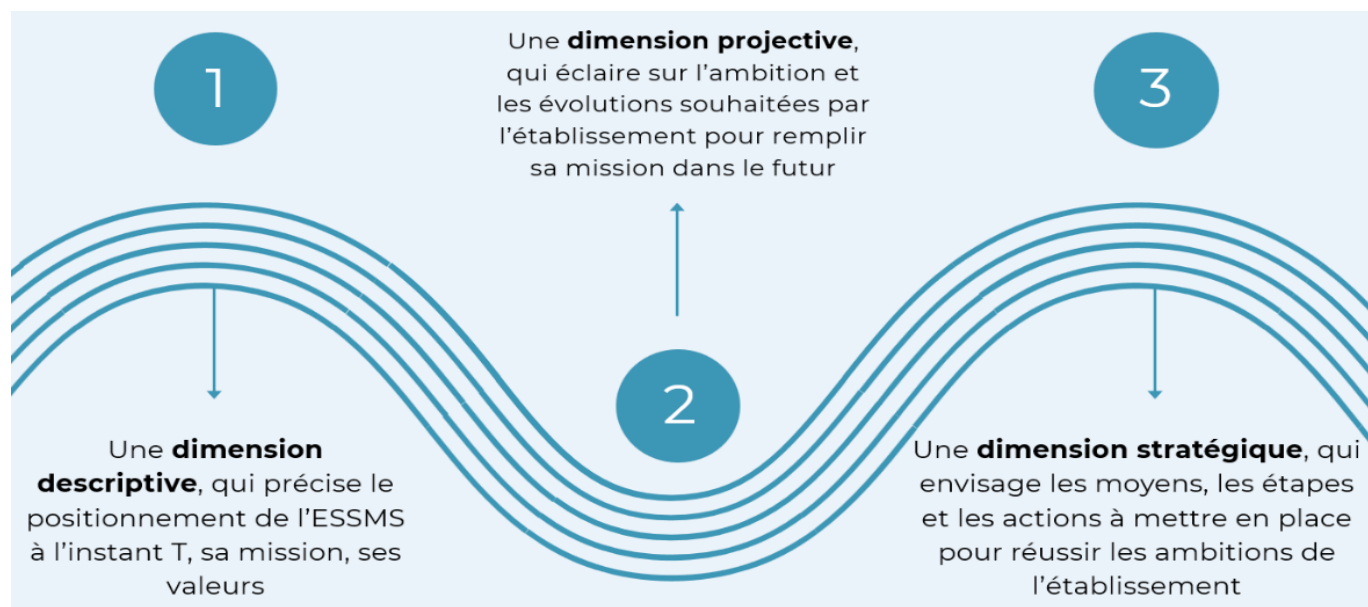 1
Une dimension
descriptive, qui précise le
positionnement de l’ESSMS
à l’instant T, sa mission, ses
valeurs
Une dimension projective,
qui éclaire sur l’ambition et
les évolutions souhaitées par
l’établissement pour remplir
sa mission dans le futur
2
3
Une dimension stratégique, qui
envisage les moyens, les étapes
et les actions à mettre en place
pour réussir les ambitions de
l’établissement